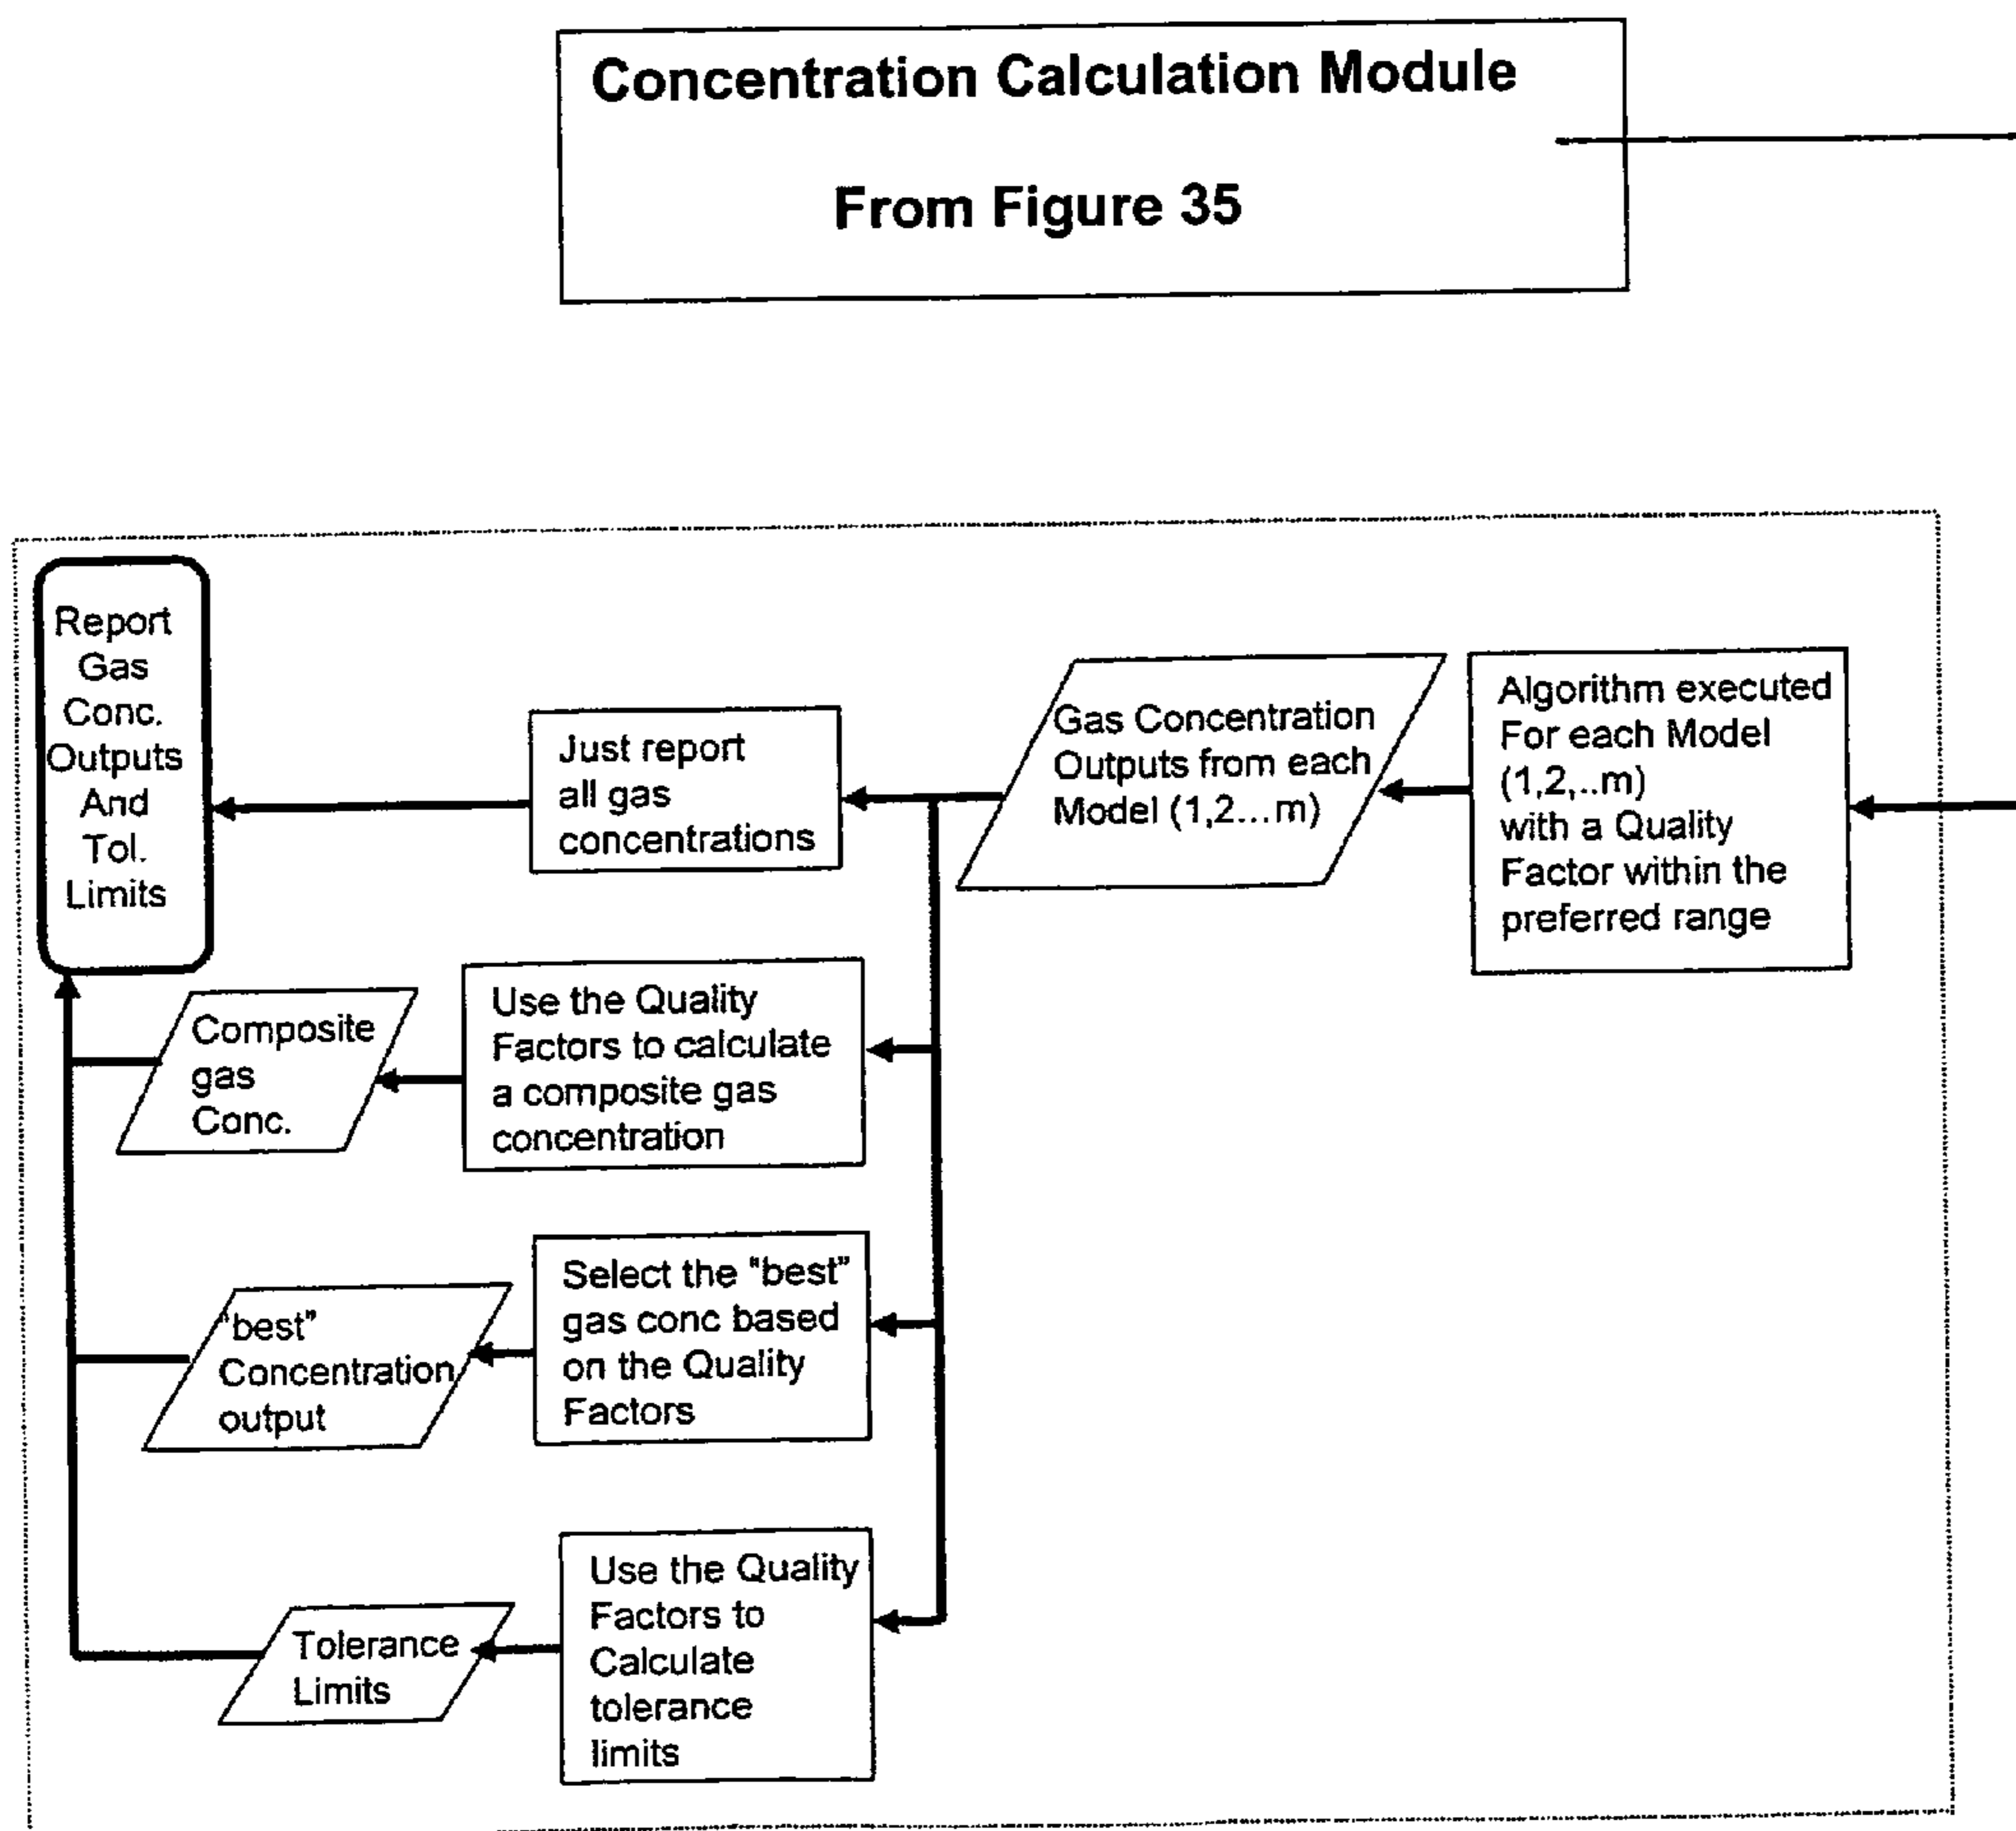 Concentration Calculation Module
From Figure 35
Report
Gas
Conc.
Outputs
And
Tol.
Limits
Just report
all gas
concentrations
Gas Concentration
Outputs from each
Model (1,2...m)
Algorithm executed
For each Model
(1,2,..m)
with a Quality
Factor within the
preferred range
Composite
gas
Conc.
Use the Quality
Factors to calculate
a composite gas
concentration
"best"
Concentration
output
Select the "best"
gas conc based
on the Quality
Factors
Tolerance
Limits
Use the Quality
Factors to
Calculate
tolerance
limits